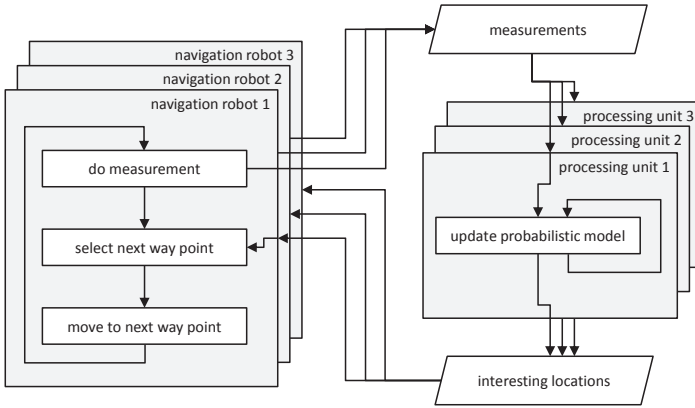 navigation robot 3
navigation robot 2
navigation robot 1
do measurement
select next way point
move to next way point
measurements
processing unit 3
processing unit 2
processing unit 1
update probabilistic model
interesting locations